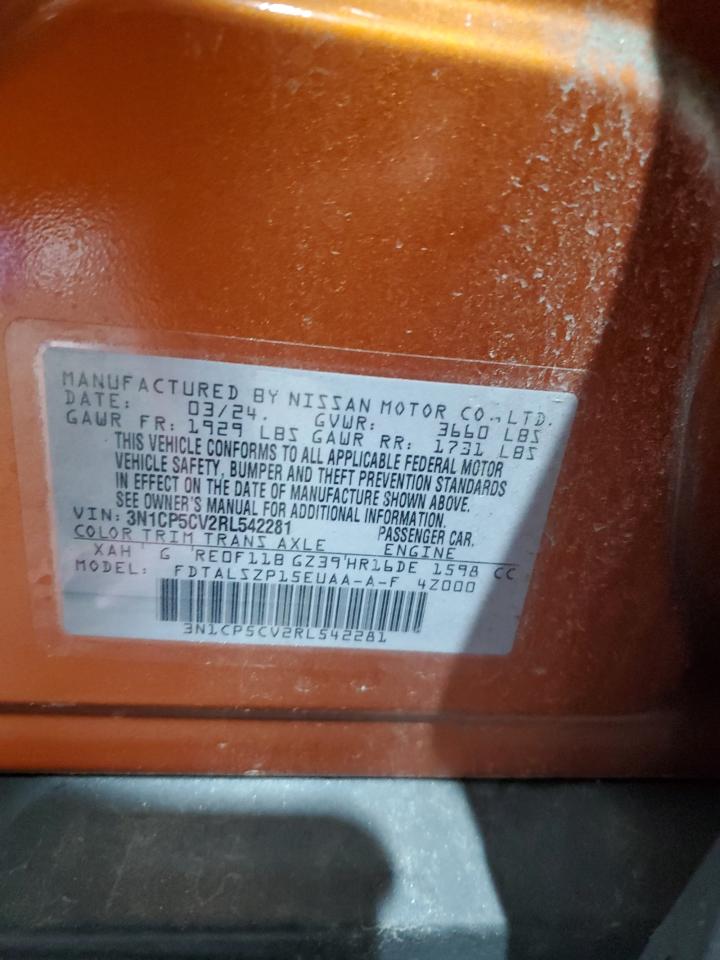 MANUFACTURED BY NISSAN MOTOR CO., LTD.
DATE: 03/24. GVWR: 3660 LBS
GAWR FR: 1929 LBS GAWR RR: 1731 LBS
THIS VEHICLE CONFORMS TO ALL APPLICABLE FEDERAL MOTOR
VEHICLE SAFETY, BUMPER AND THEFT PREVENTION STANDARDS
IN EFFECT ON THE DATE OF MANUFACTURE SHOWN ABOVE.
SEE OWNER'S MANUAL FOR ADDITIONAL INFORMATION.
VIN: 3N1CP5CV2RL542281 PASSENGER CAR.
COLOR TRIM TRANS AXLE ENGINE
XAH ' G 'RE0F11B GZ39'HR16DE 1598 CC
MODEL: FDTALSZP15EUAA-A-F 4Z000
3N1CP5CV2RL542281